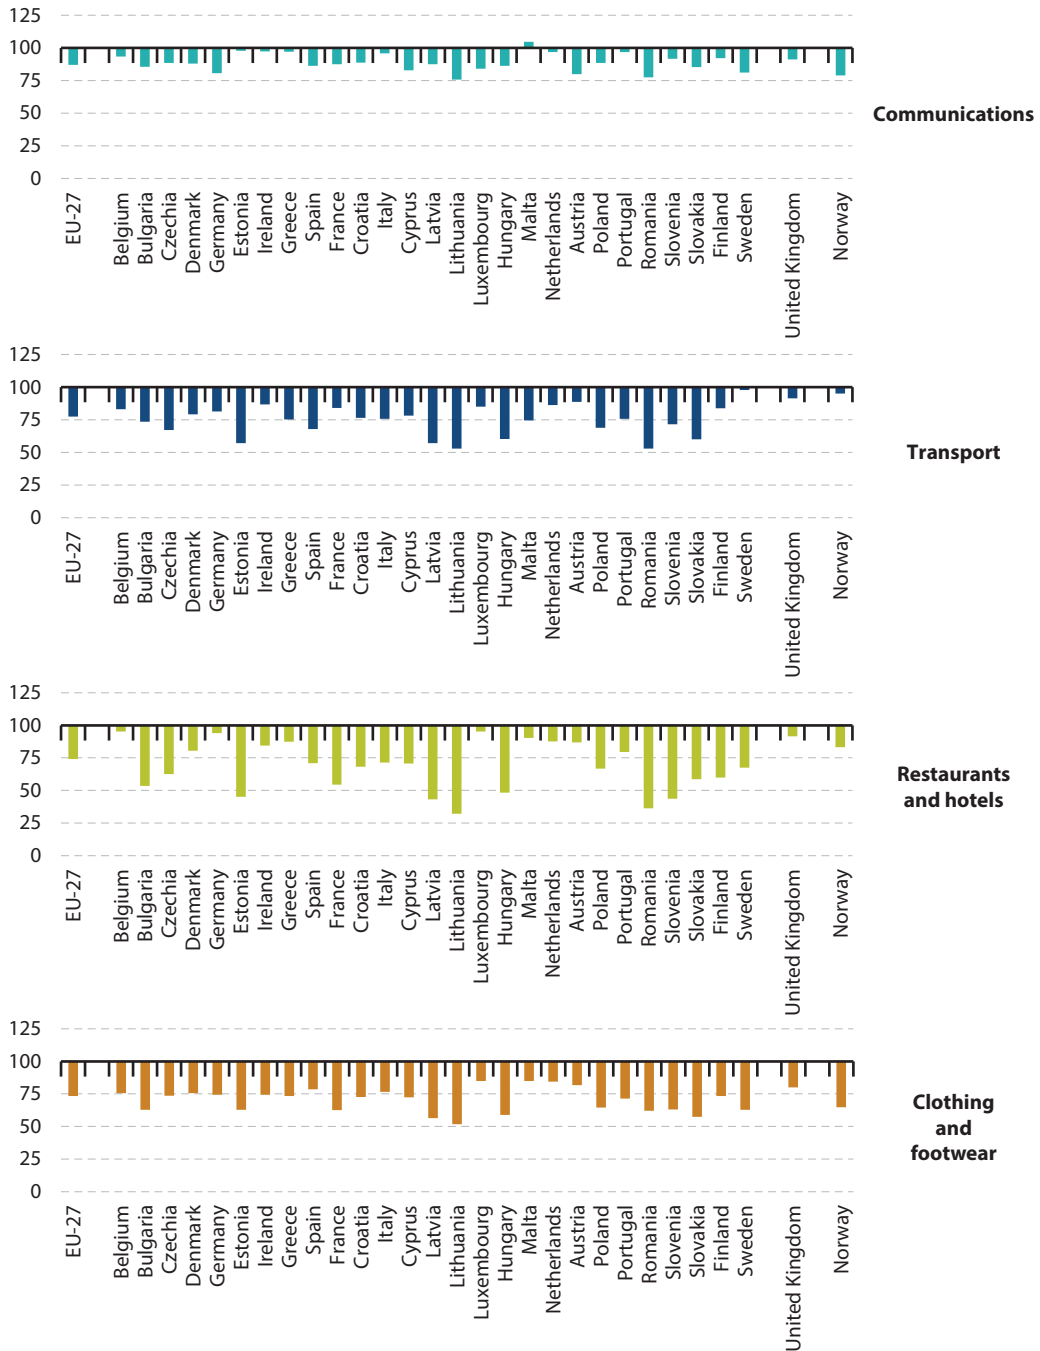 125
100
75
50
25
0
EU-27
Belgium
Bulgaria
Czechia
Denmark
Germany
Estonia
Ireland
Greece
Spain
France
Croatia
Italy
Cyprus
Latvia
Lithuania
Luxembourg
Hungary
Malta
Netherlands
Austria
Poland
Portugal
Romania
Slovenia
Slovakia
Finland
Sweden
United Kingdom
Norway
Communications
125
100
75
50
25
0
EU-27
Belgium
Bulgaria
Czechia
Denmark
Germany
Estonia
Ireland
Greece
Spain
France
Croatia
Italy
Cyprus
Latvia
Lithuania
Luxembourg
Hungary
Malta
Netherlands
Austria
Poland
Portugal
Romania
Slovenia
Slovakia
Finland
Sweden
United Kingdom
Norway
Transport
125
100
75
50
25
0
EU-27
Belgium
Bulgaria
Czechia
Denmark
Germany
Estonia
Ireland
Greece
Spain
France
Croatia
Italy
Cyprus
Latvia
Lithuania
Luxembourg
Hungary
Malta
Netherlands
Austria
Poland
Portugal
Romania
Slovenia
Slovakia
Finland
Sweden
United Kingdom
Norway
Restaurants
and hotels
125
100
75
50
25
0
EU-27
Belgium
Bulgaria
Czechia
Denmark
Germany
Estonia
Ireland
Greece
Spain
France
Croatia
Italy
Cyprus
Latvia
Lithuania
Luxembourg
Hungary
Malta
Netherlands
Austria
Poland
Portugal
Romania
Slovenia
Slovakia
Finland
Sweden
United Kingdom
Norway
Clothing
and
footwear